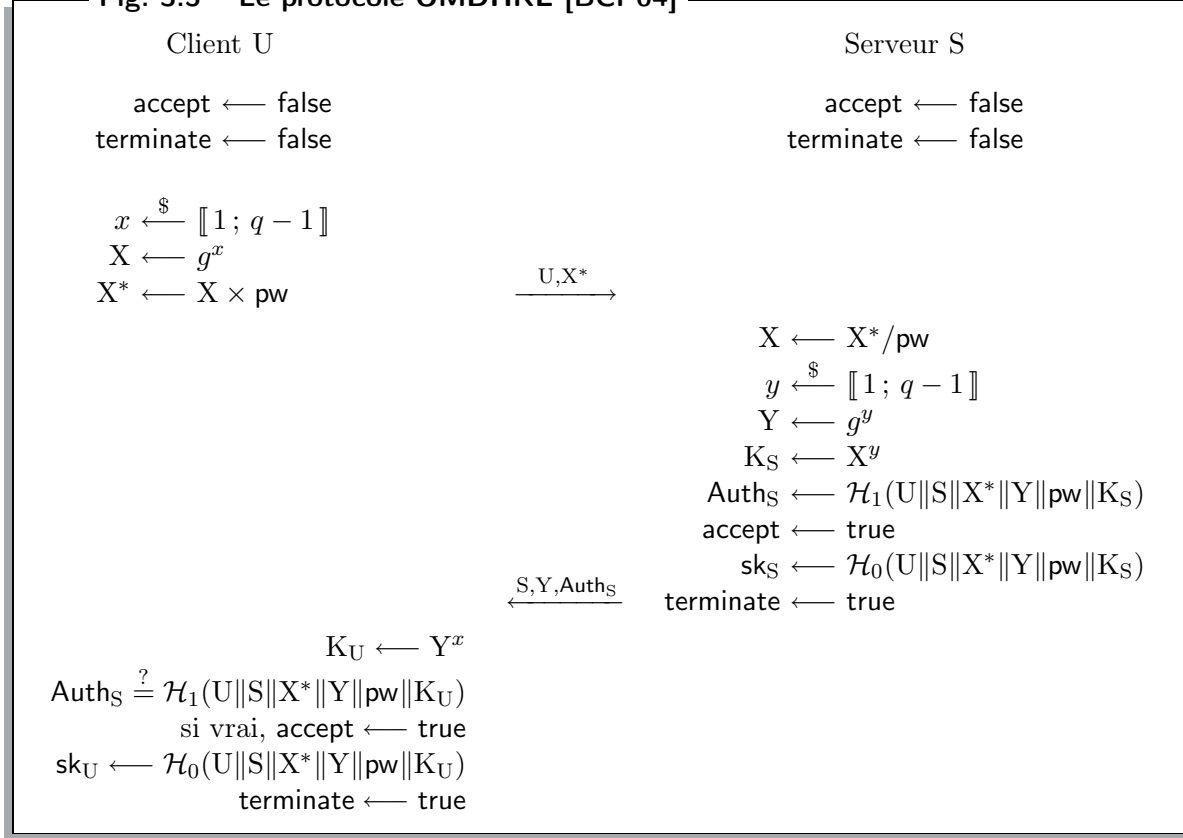 Fig. 3.3 – Le protocole OMDHKE [BCP04]
Client U Serveur S
accept ⟵ false accept ⟵ false
terminate ⟵ false terminate ⟵ false
x ⟵$ ⟦1 ; q − 1⟧
X ⟵ g^x
X* ⟵ X × pw
U,X*
X ⟵ X*/pw
y ⟵$ ⟦1 ; q − 1⟧
Y ⟵ g^y
K_S ⟵ X^y
Auth_S ⟵ H_1(U‖S‖X*‖Y‖pw‖K_S)
accept ⟵ true
sk_S ⟵ H_0(U‖S‖X*‖Y‖pw‖K_S)
S,Y,Auth_S
terminate ⟵ true
K_U ⟵ Y^x
Auth_S ?= H_1(U‖S‖X*‖Y‖pw‖K_U)
si vrai, accept ⟵ true
sk_U ⟵ H_0(U‖S‖X*‖Y‖pw‖K_U)
terminate ⟵ true